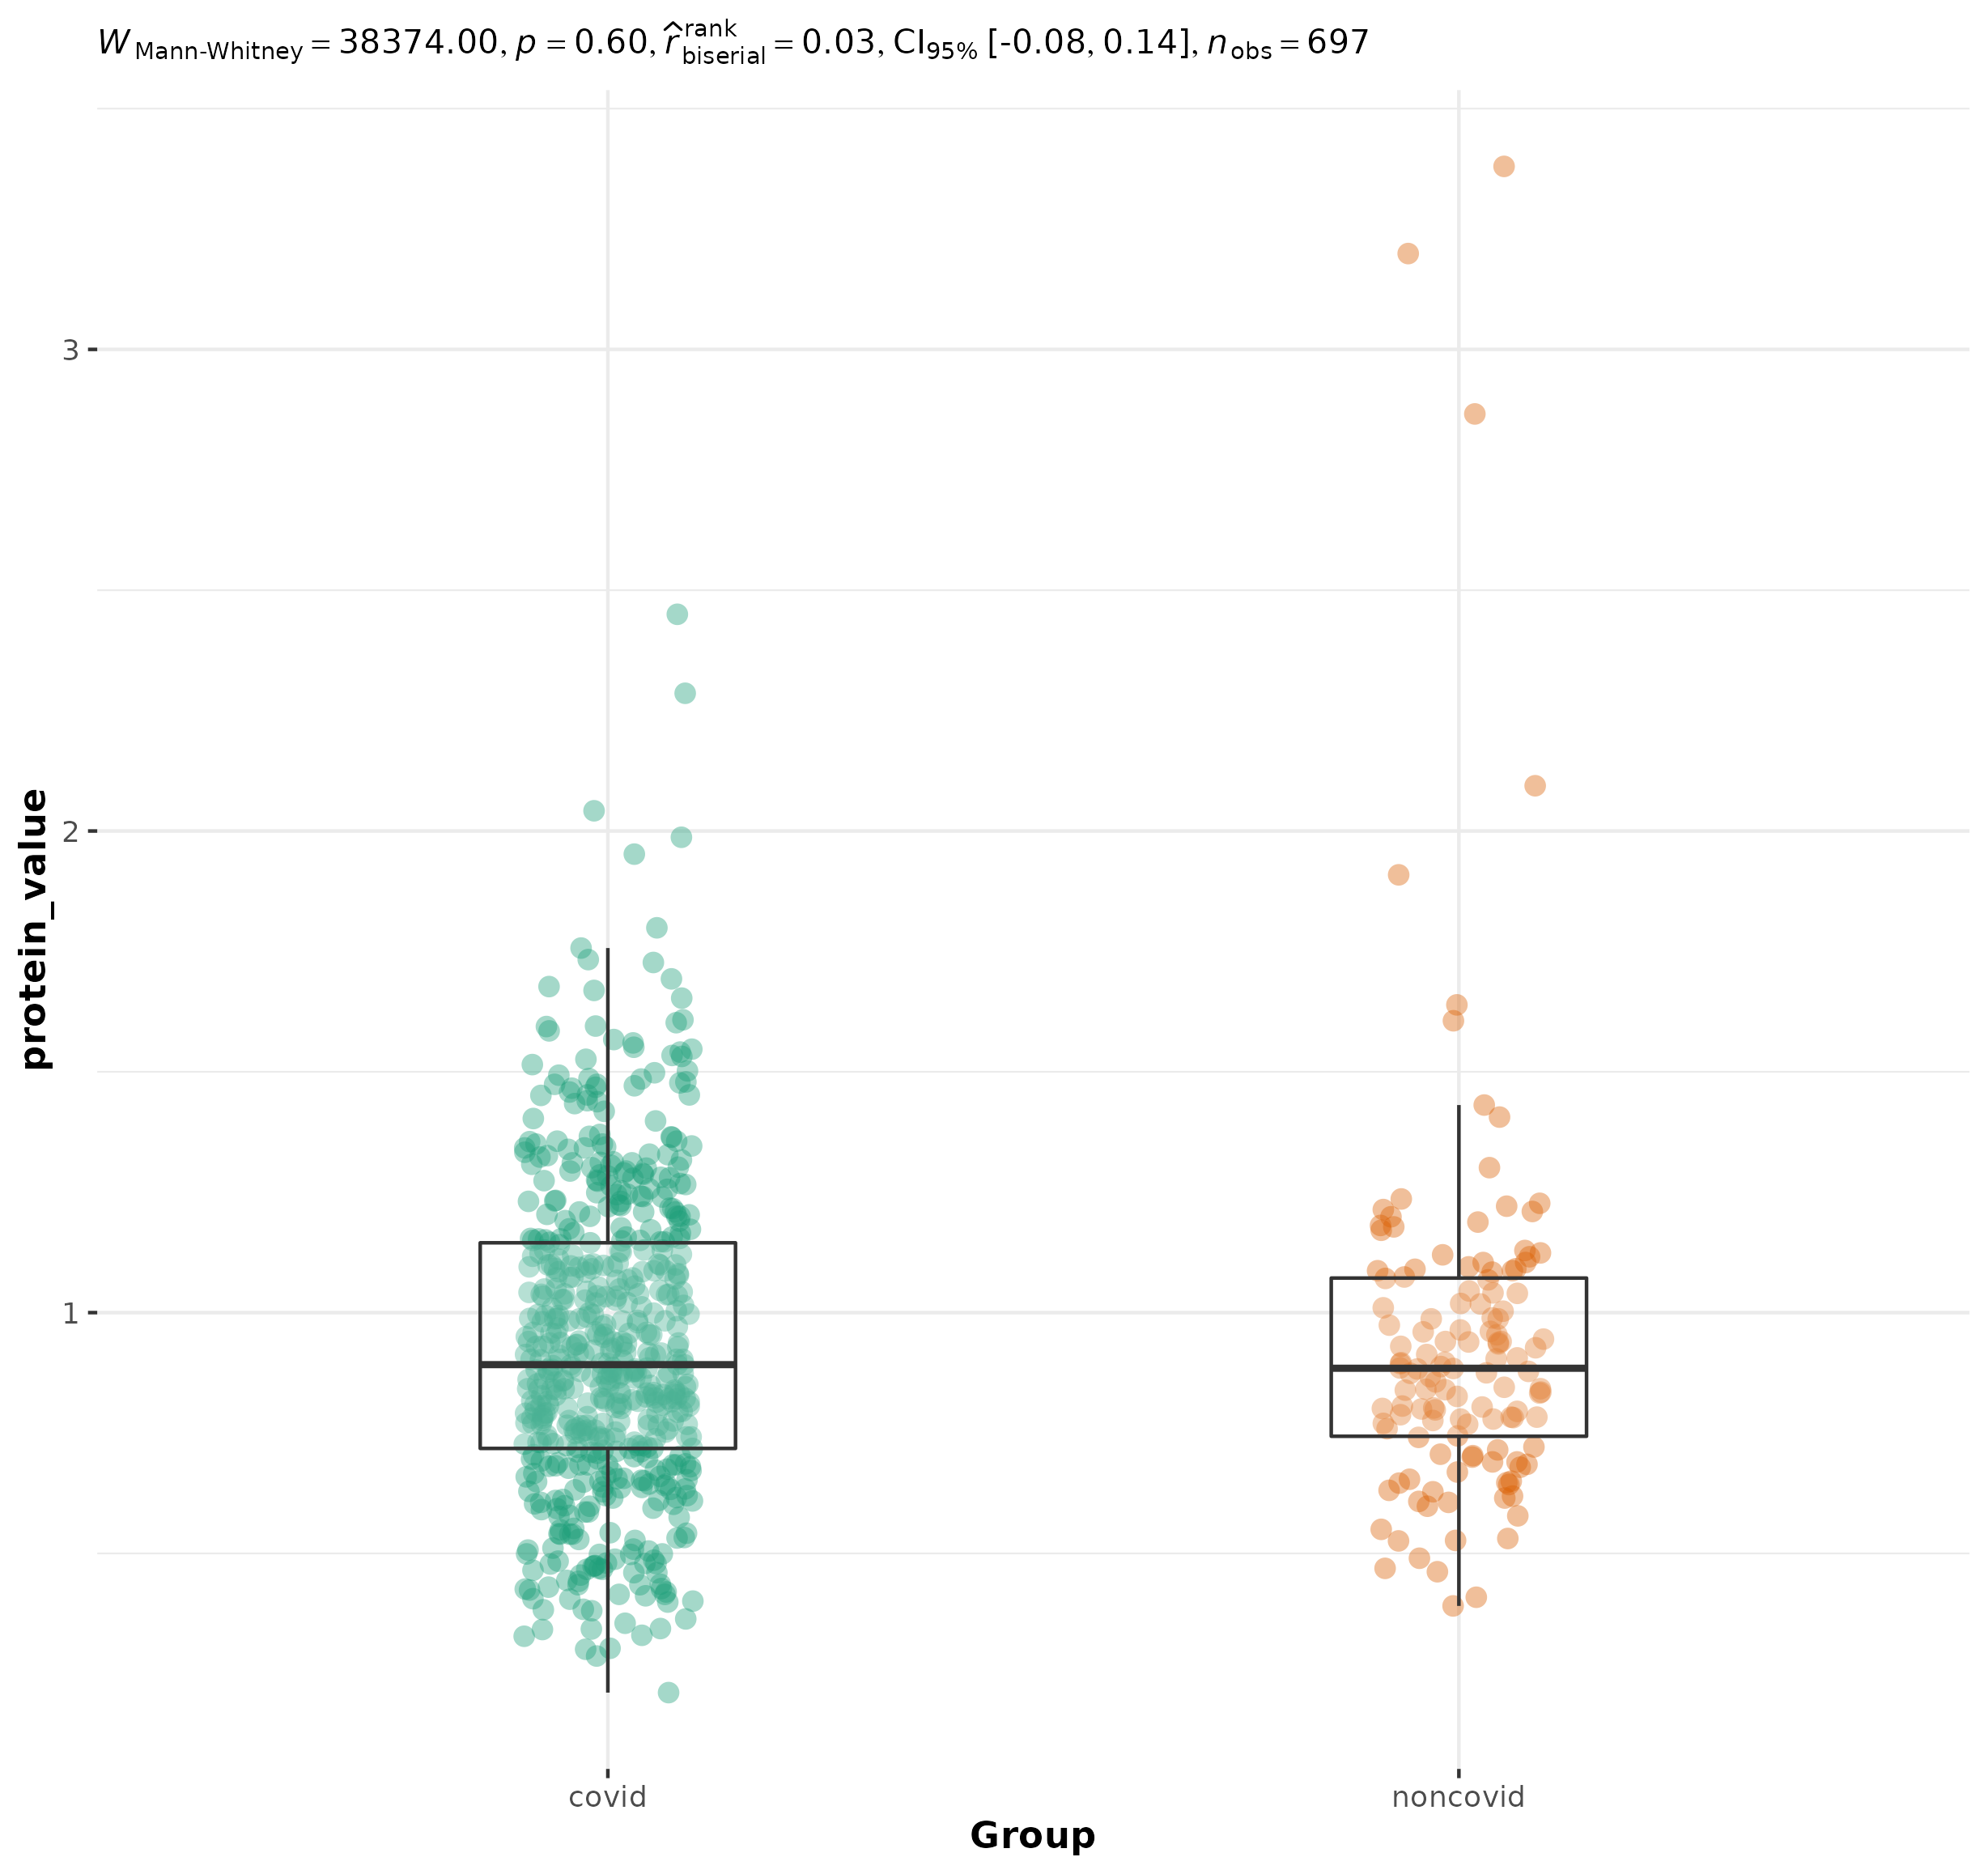 W Mann-Whitney = 38374.00, p = 0.60, r̂ rank biserial = 0.03, CI95% [-0.08, 0.14], nobs = 697
protein_value
3
2
1
covid noncovid
Group